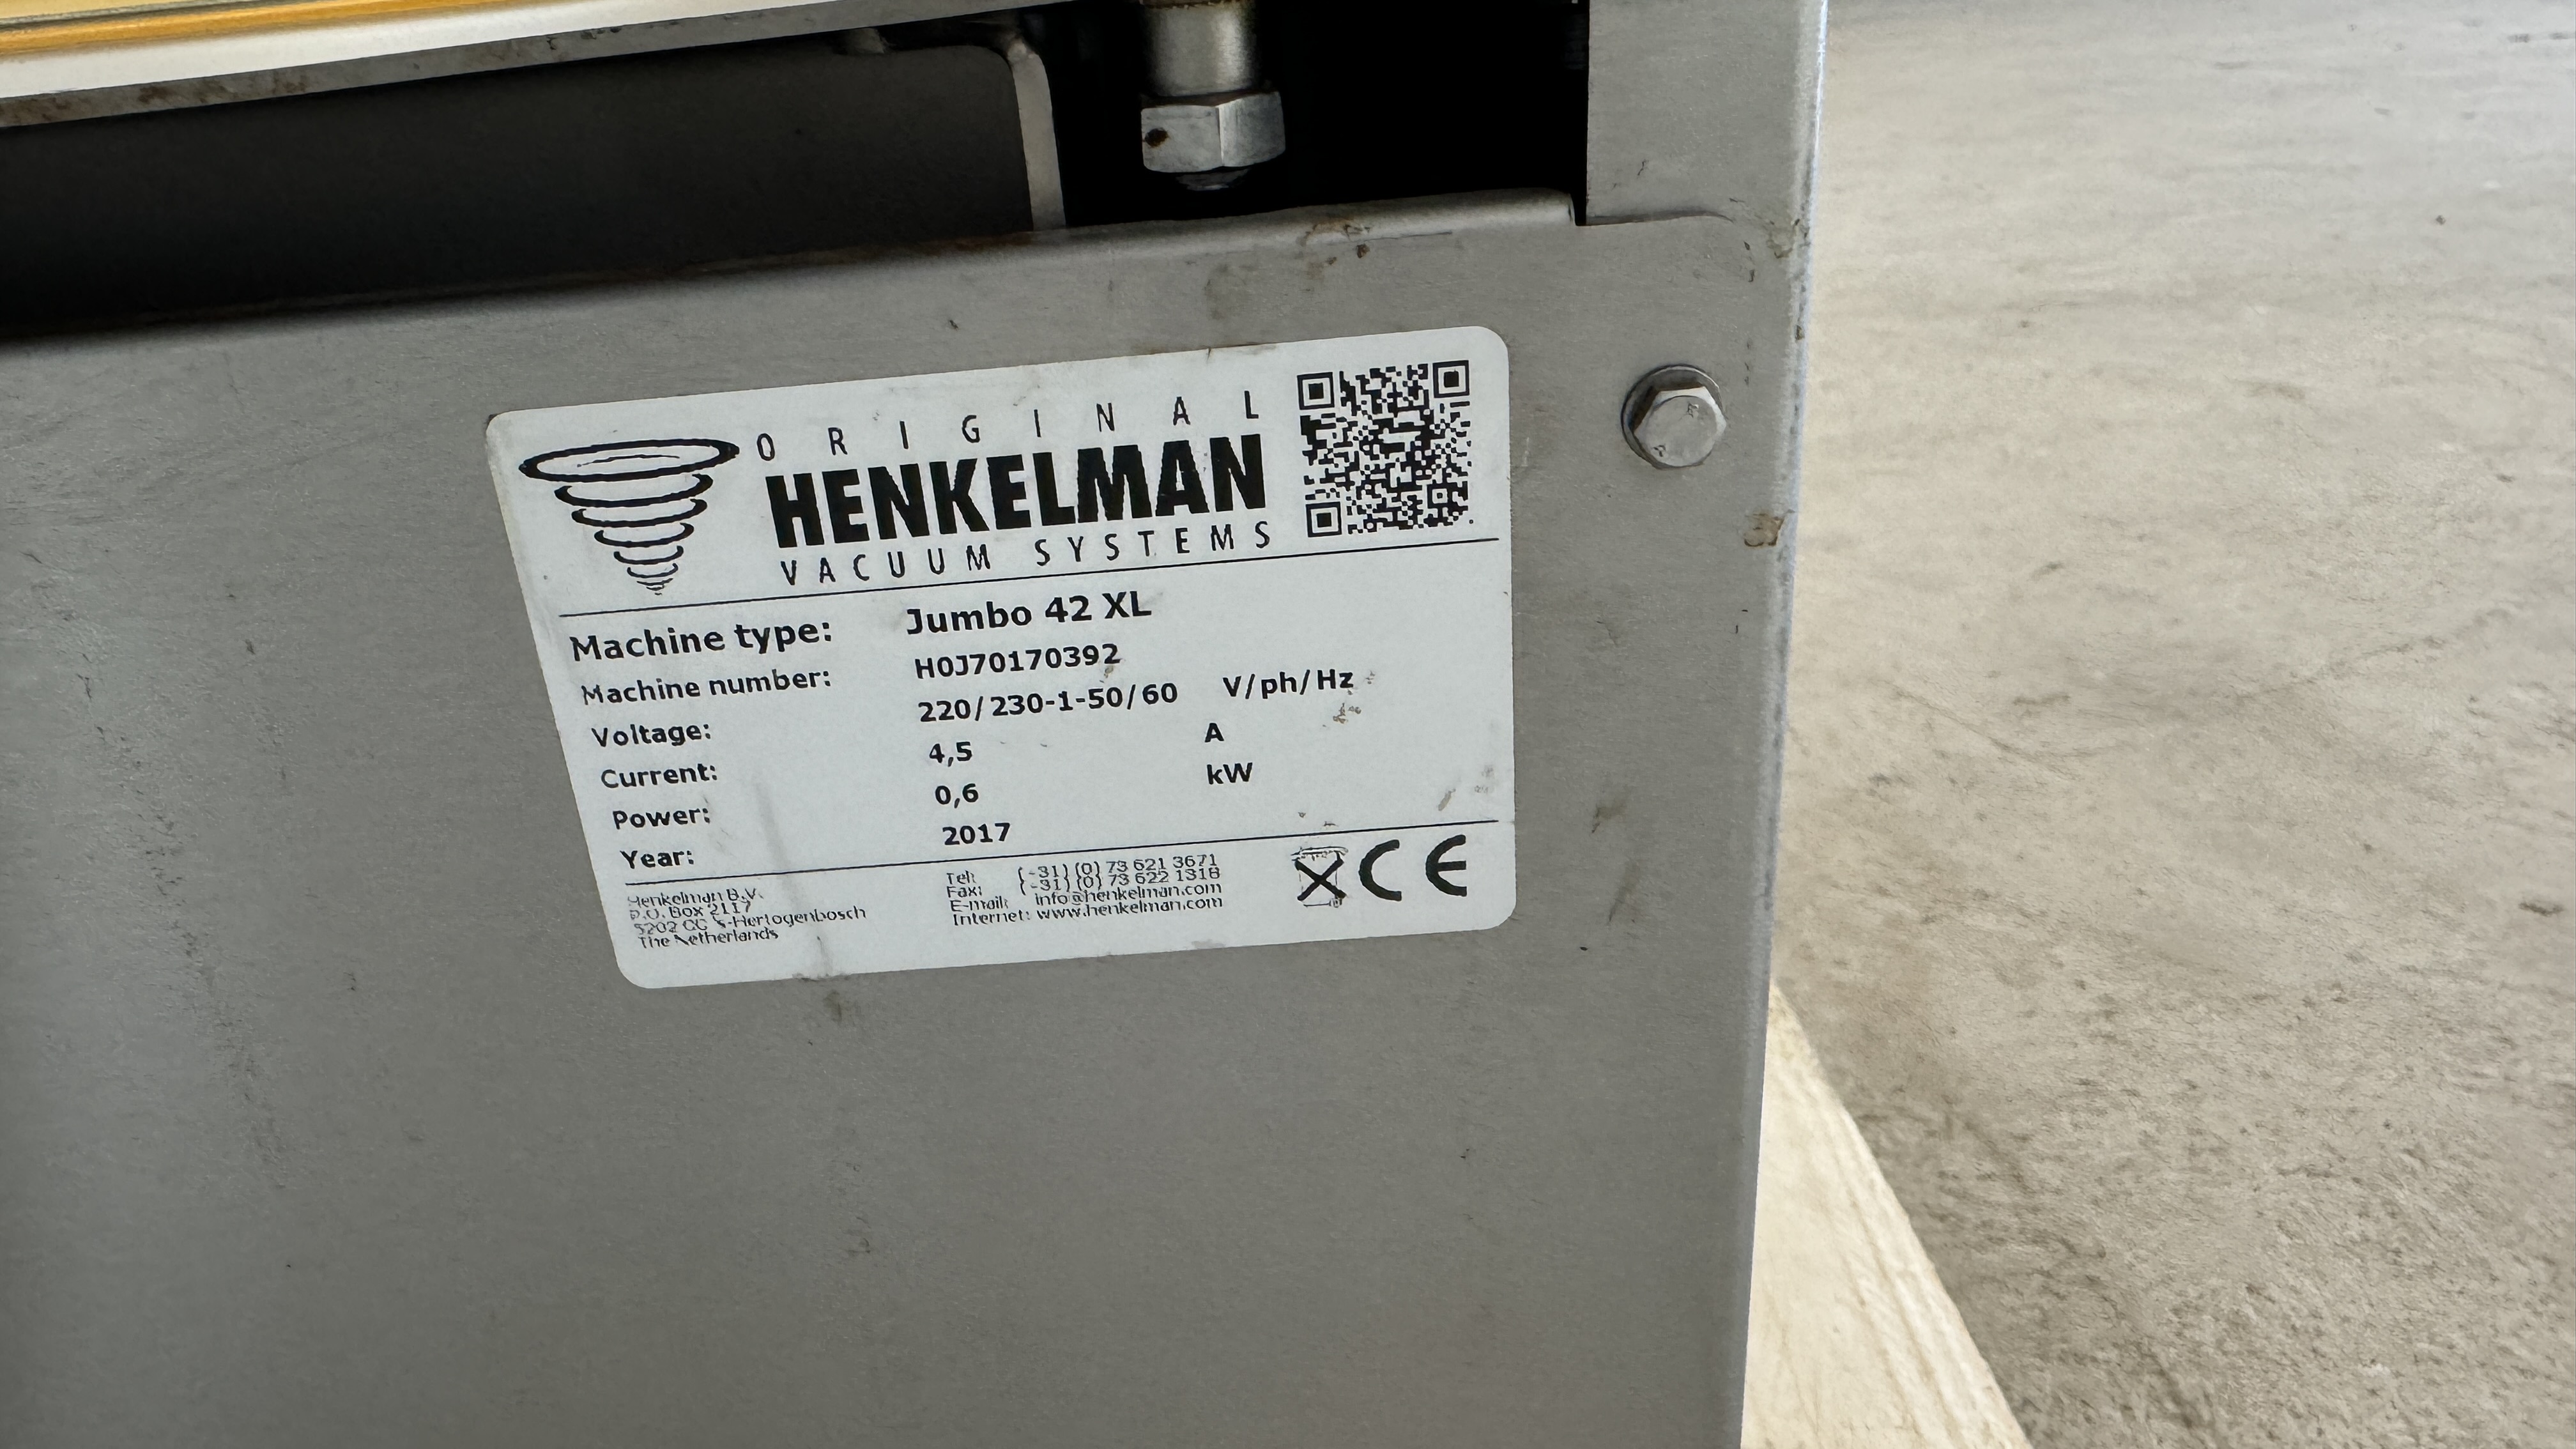 ORIGINAL
HENKELMAN
VACUUM SYSTEMS
Machine type: Jumbo 42 XL
Machine number: H0J70170392
Voltage: 220/230-1-50/60 V/ph/Hz
Current: 4,5 A
Power: 0,6 kW
Year: 2017
Henkelman B.V.
P.O. Box 2117
5202 CC 's-Hertogenbosch
The Netherlands
Tel: (+31) (0) 73 621 3671
Fax: (+31) (0) 73 622 1318
E-mail: info@henkelman.com
Internet: www.henkelman.com
CE